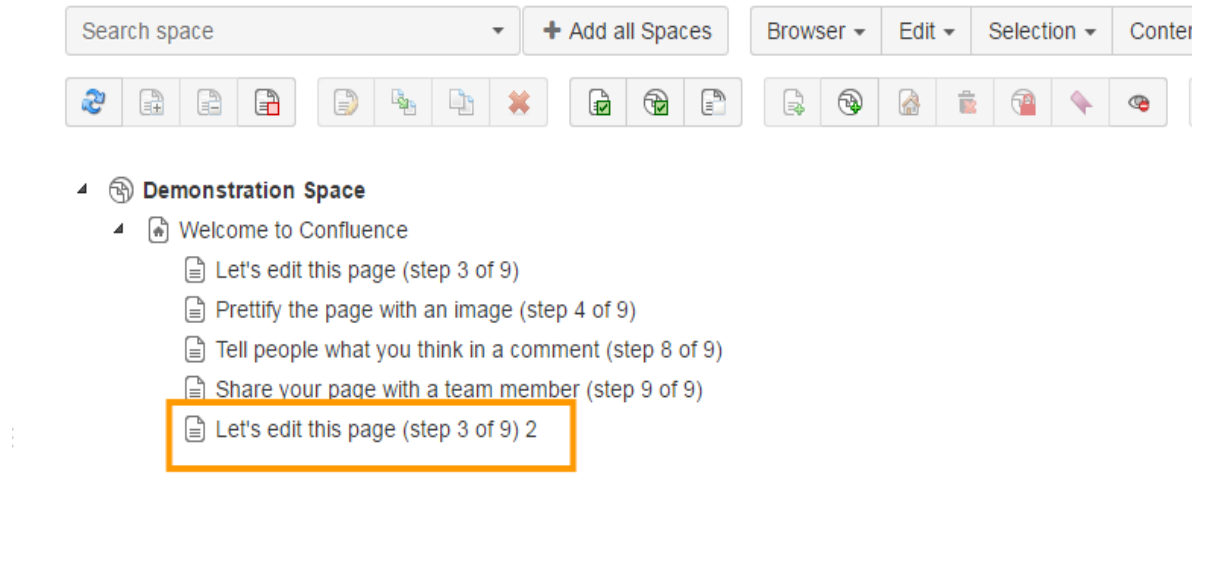 Search space + Add all Spaces Browser Edit Selection Conter
Demonstration Space
Welcome to Confluence
Let's edit this page (step 3 of 9)
Prettify the page with an image (step 4 of 9)
Tell people what you think in a comment (step 8 of 9)
Share your page with a team member (step 9 of 9)
Let's edit this page (step 3 of 9) 2